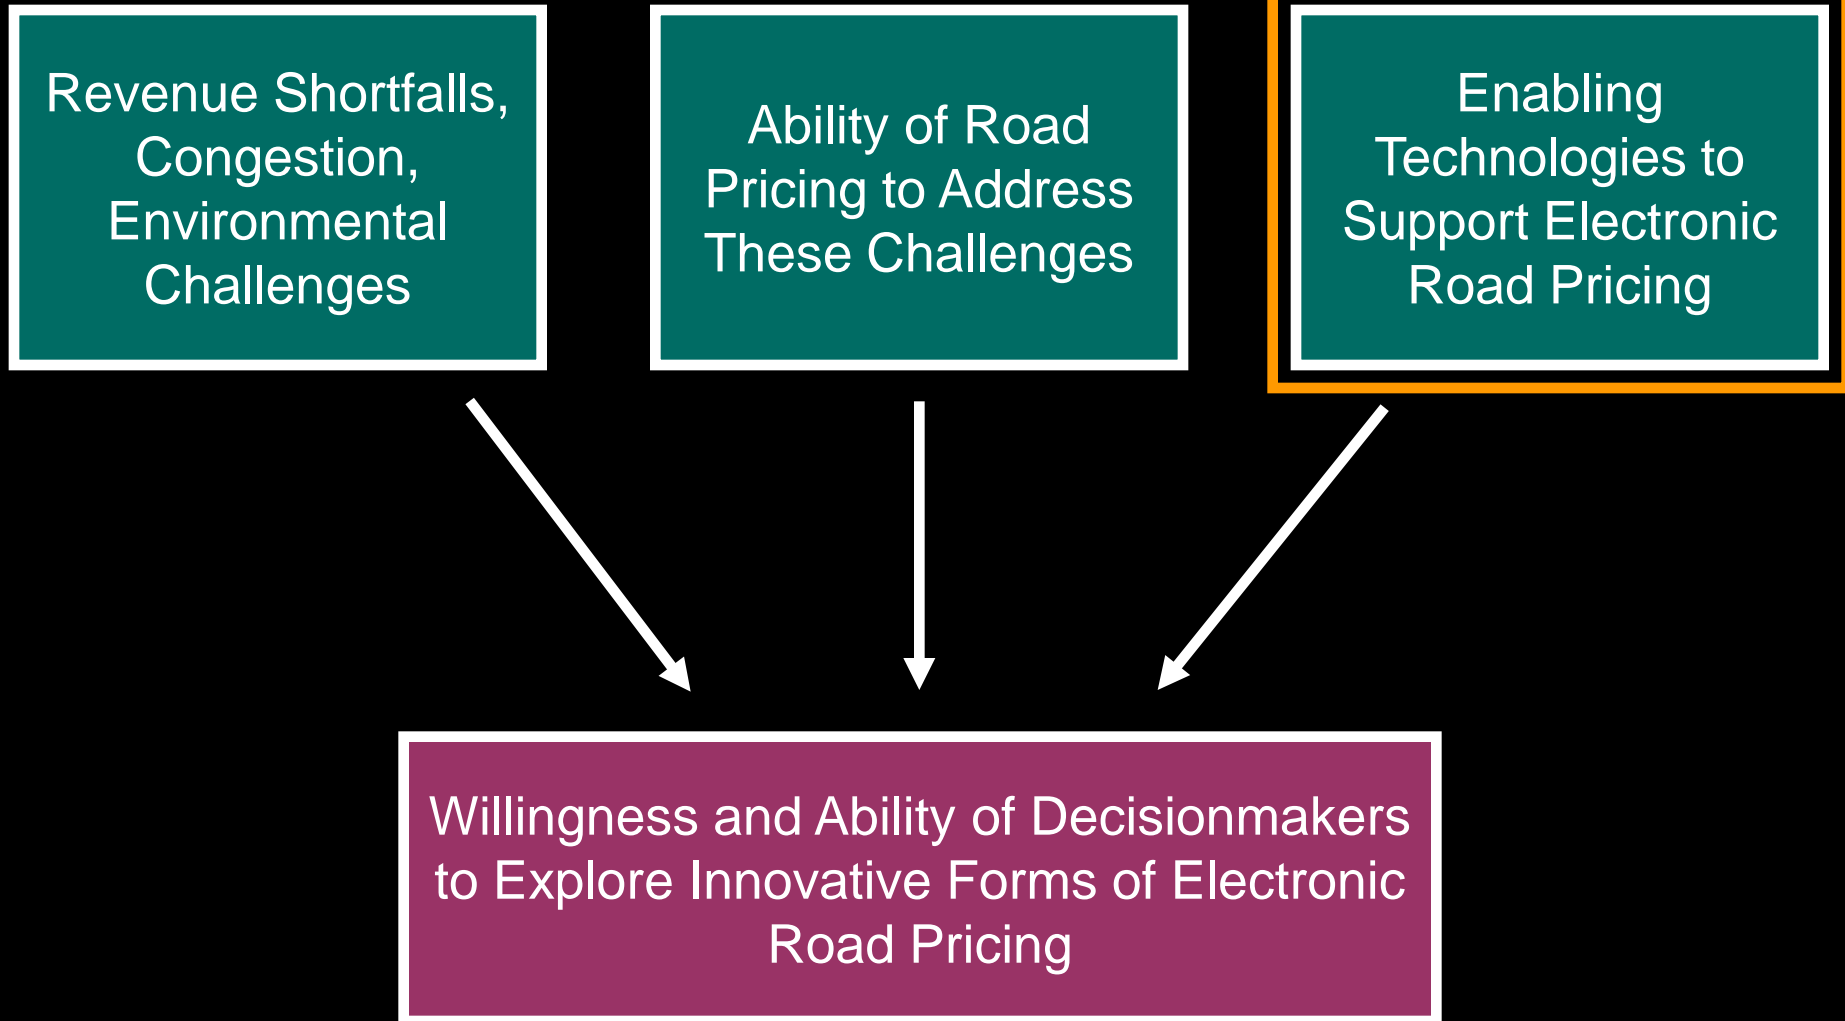 Revenue Shortfalls,
Congestion,
Environmental
Challenges
Ability of Road
Pricing to Address
These Challenges
Enabling
Technologies to
Support Electronic
Road Pricing
Willingness and Ability of Decisionmakers
to Explore Innovative Forms of Electronic
Road Pricing